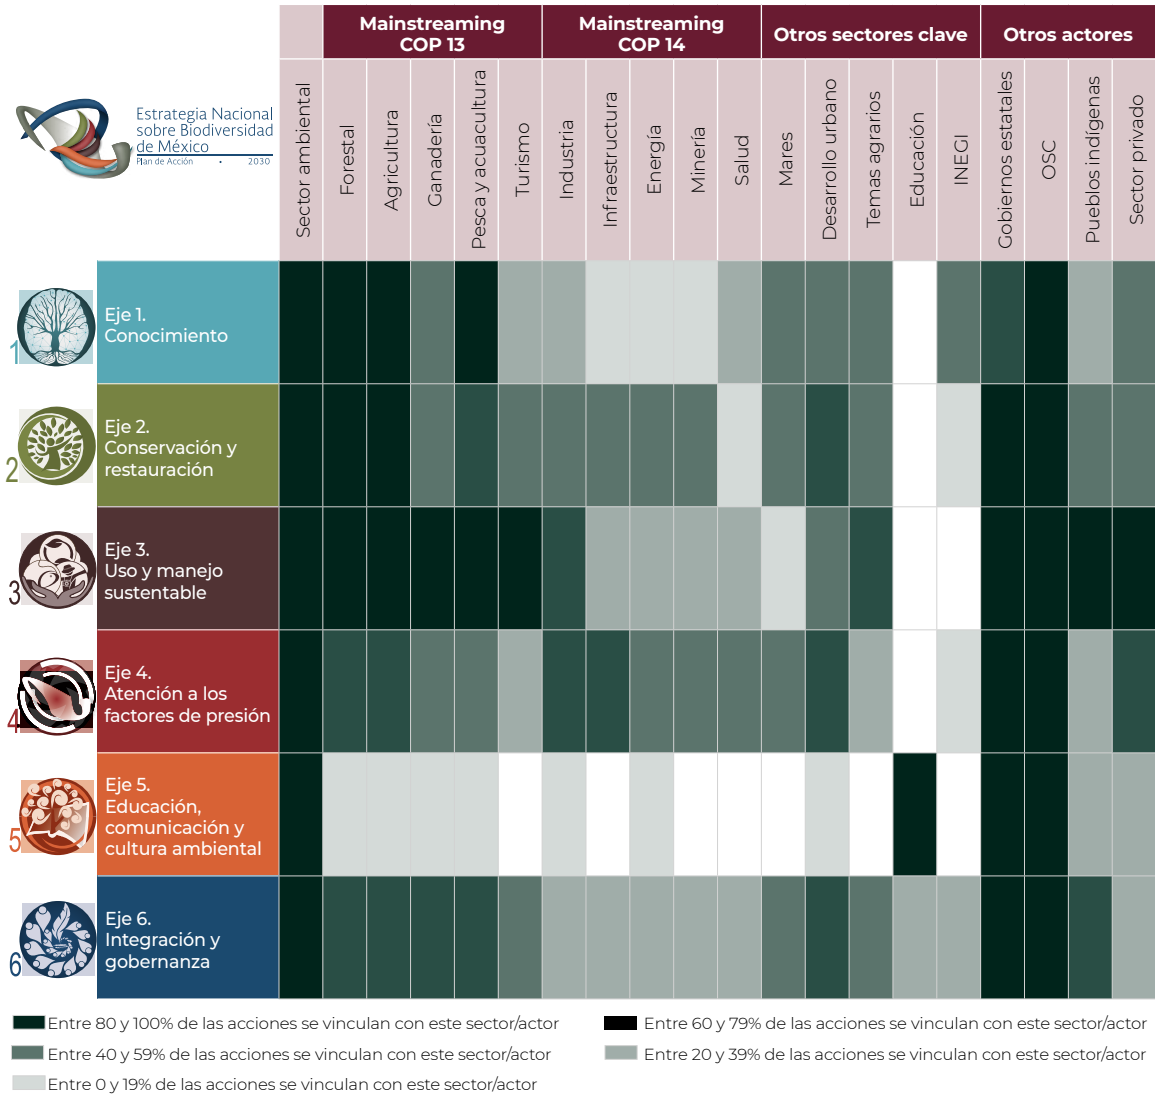 Mainstreaming
COP 13
Mainstreaming
COP 14
Otros sectores clave
Otros actores
Estrategia Nacional
sobre Biodiversidad
de México
Plan de Acción • 2030
Sector ambiental
Forestal
Agricultura
Ganadería
Pesca y acuacultura
Turismo
Industria
Infraestructura
Energía
Minería
Salud
Mares
Desarrollo urbano
Temas agrarios
Educación
INEGI
Gobiernos estatales
OSC
Pueblos indígenas
Sector privado
1
Eje 1.
Conocimiento
2
Eje 2.
Conservación y
restauración
3
Eje 3.
Uso y manejo
sustentable
4
Eje 4.
Atención a los
factores de presión
5
Eje 5.
Educación,
comunicación y
cultura ambiental
6
Eje 6.
Integración y
gobernanza
Entre 80 y 100% de las acciones se vinculan con este sector/actor
Entre 60 y 79% de las acciones se vinculan con este sector/actor
Entre 40 y 59% de las acciones se vinculan con este sector/actor
Entre 20 y 39% de las acciones se vinculan con este sector/actor
Entre 0 y 19% de las acciones se vinculan con este sector/actor